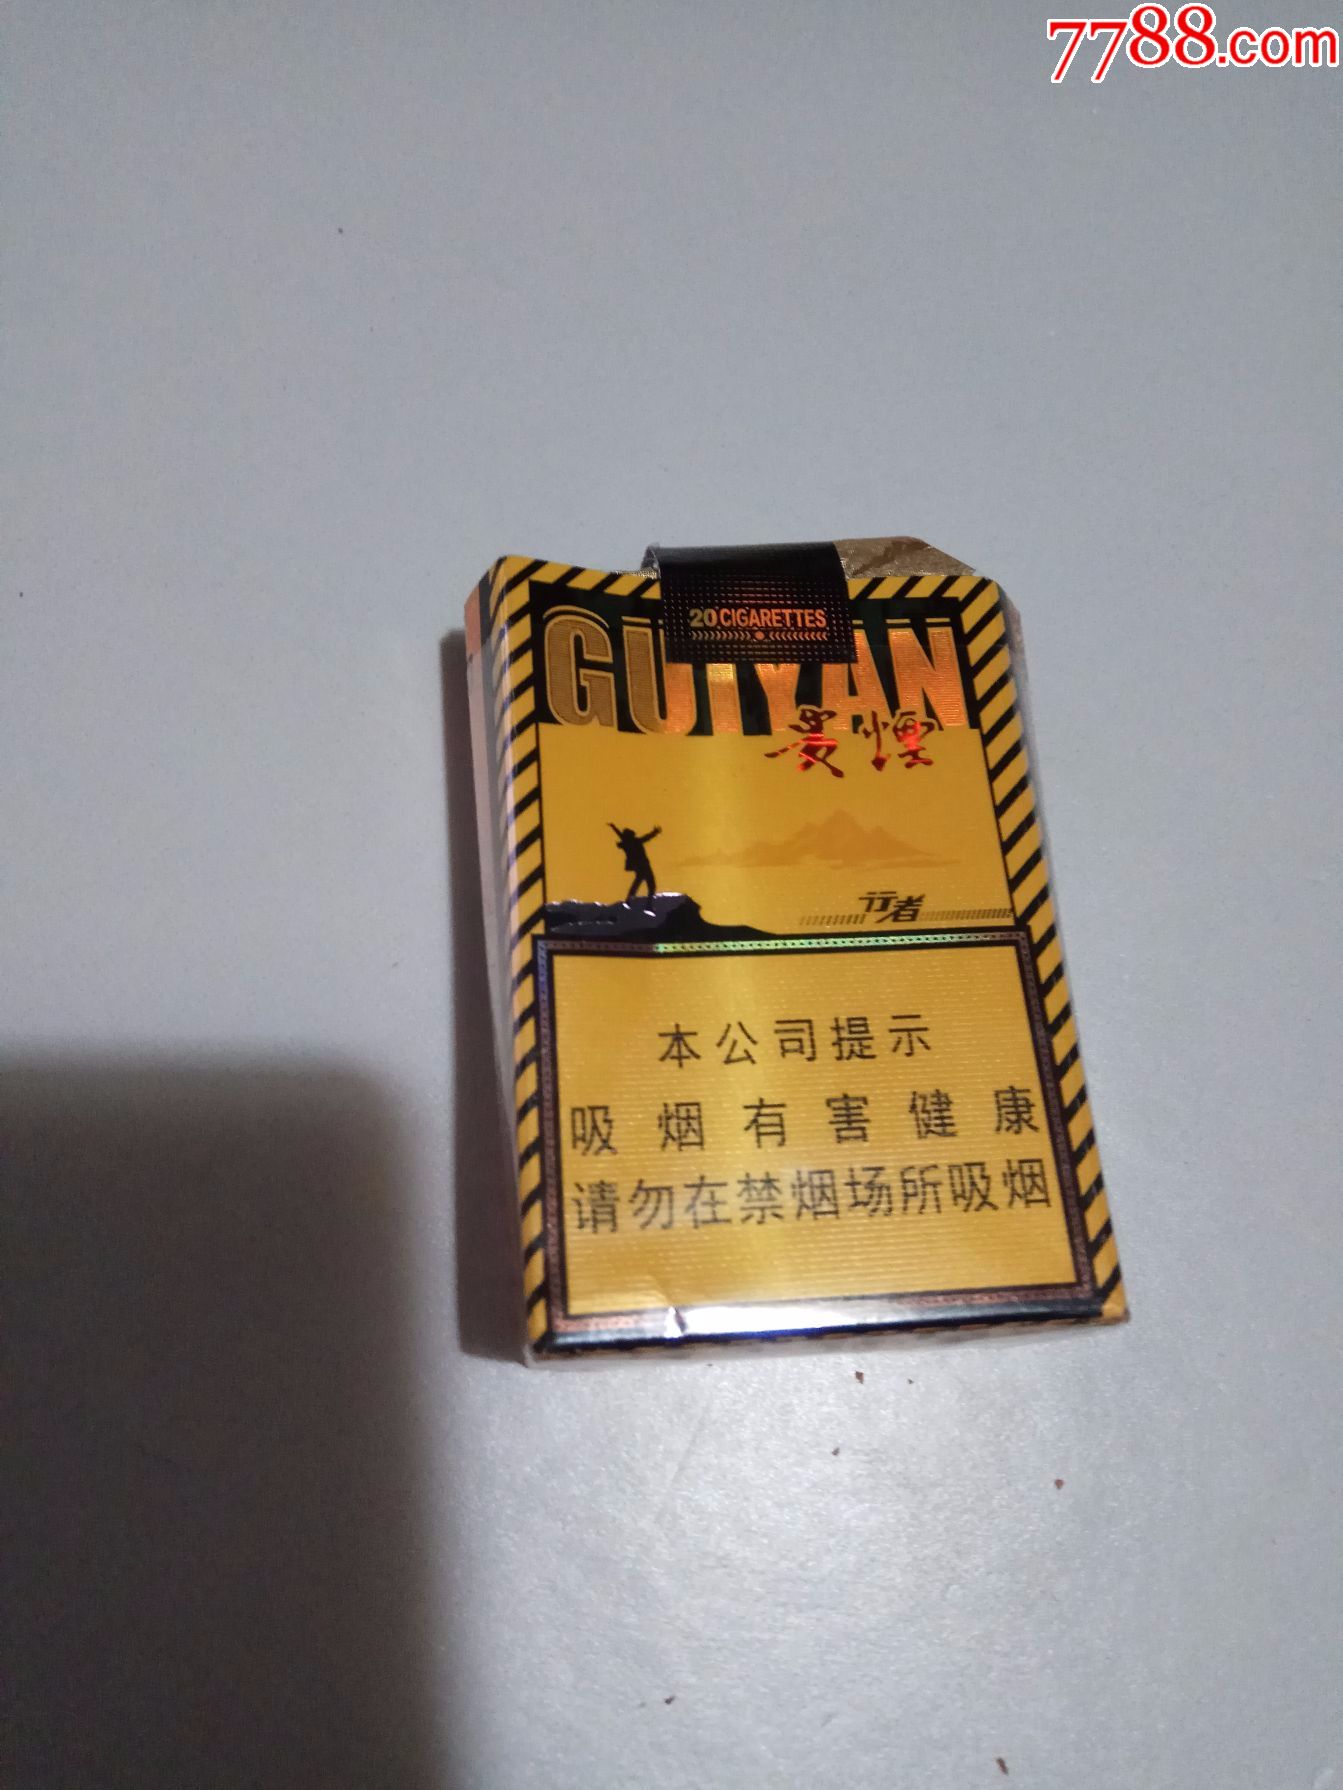 7788.com
20 CIGARETTES
GUIYAN
贵煙
行者
本公司提示
吸烟有害健康
请勿在禁烟场所吸烟